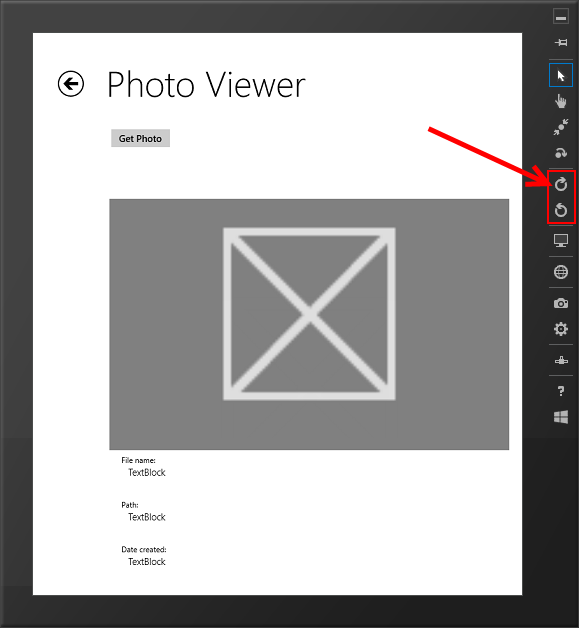 Photo Viewer
Get Photo
File name:
TextBlock
Path:
TextBlock
Date created:
TextBlock
?